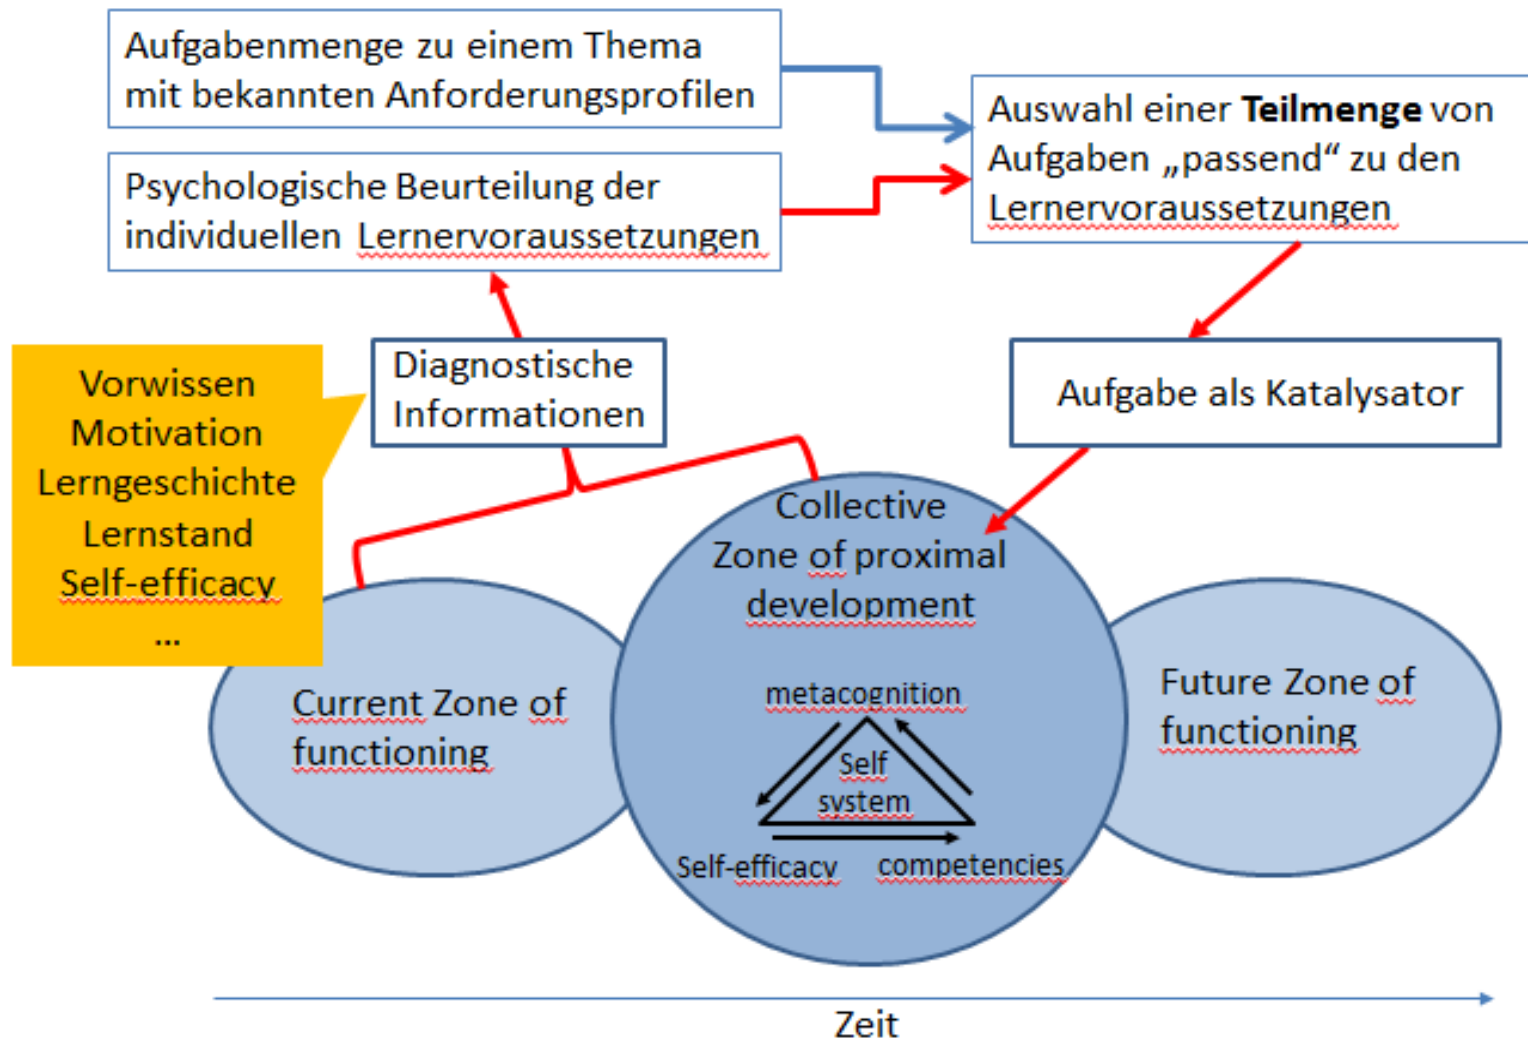 Aufgabenmenge zu einem Thema
mit bekannten Anforderungsprofilen
Auswahl einer Teilmenge von
Aufgaben „passend“ zu den
Lernervoraussetzungen
Psychologische Beurteilung der
individuellen Lernervoraussetzungen
Diagnostische
Informationen
Vorwissen
Motivation
Lerngeschichte
Lernstand
Self-efficacy
...
Aufgabe als Katalysator
Collective
Zone of proximal
development
Current Zone of
functioning
metacognition
Self
system
Self-efficacy
competencies
Future Zone of
functioning
Zeit